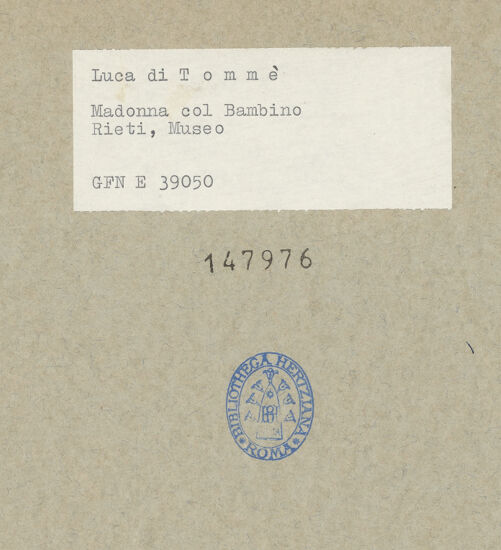 Luca di T o m m è
Madonna col Bambino
Rieti, Museo
GFN E 39050
147976
BIBLIOTHECA HERTZIANA
ROMA